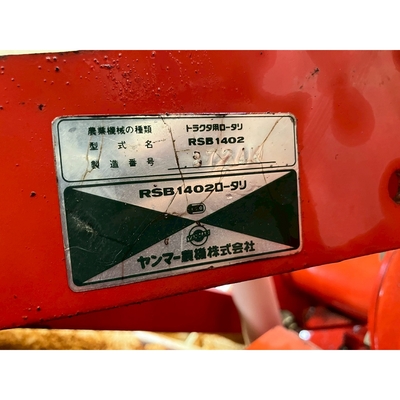 農業機械の種類 トラクタ用ロータリ
型式名 RSB1402
製造番号
RSB1402ロータリ
ヤンマー農機株式会社